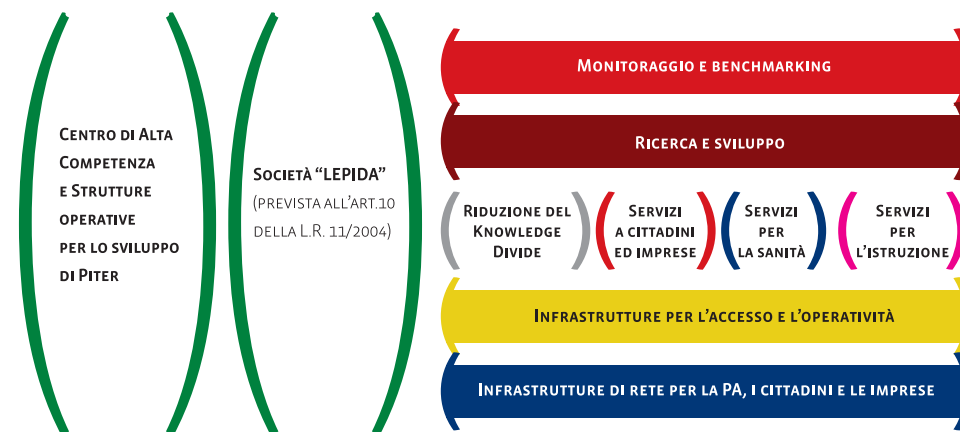 Centro di Alta
Competenza
e Strutture
operative
per lo sviluppo
di Piter
Società “LEPIDA”
(prevista all’art.10
della L.R. 11/2004)
Monitoraggio e benchmarking
Ricerca e sviluppo
Riduzione del
Knowledge
Divide
Servizi
a cittadini
ed imprese
Servizi
per
la sanità
Servizi
per
l’istruzione
Infrastrutture per l’accesso e l’operatività
Infrastrutture di rete per la PA, i cittadini e le imprese